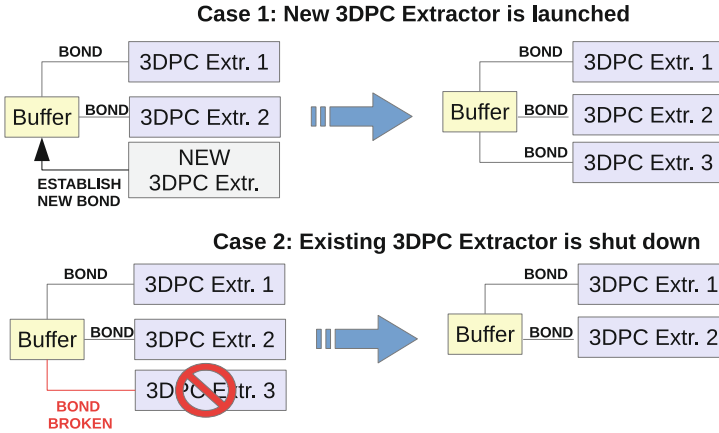 Case 1: New 3DPC Extractor is launched
BOND
3DPC Extr. 1
Buffer
BOND
3DPC Extr. 2
NEW
3DPC Extr.
ESTABLISH
NEW BOND
BOND
3DPC Extr. 1
Buffer
BOND
3DPC Extr. 2
BOND
3DPC Extr. 3
Case 2: Existing 3DPC Extractor is shut down
BOND
3DPC Extr. 1
Buffer
BOND
3DPC Extr. 2
3DPC Extr. 3
BOND
BROKEN
BOND
3DPC Extr. 1
Buffer
BOND
3DPC Extr. 2